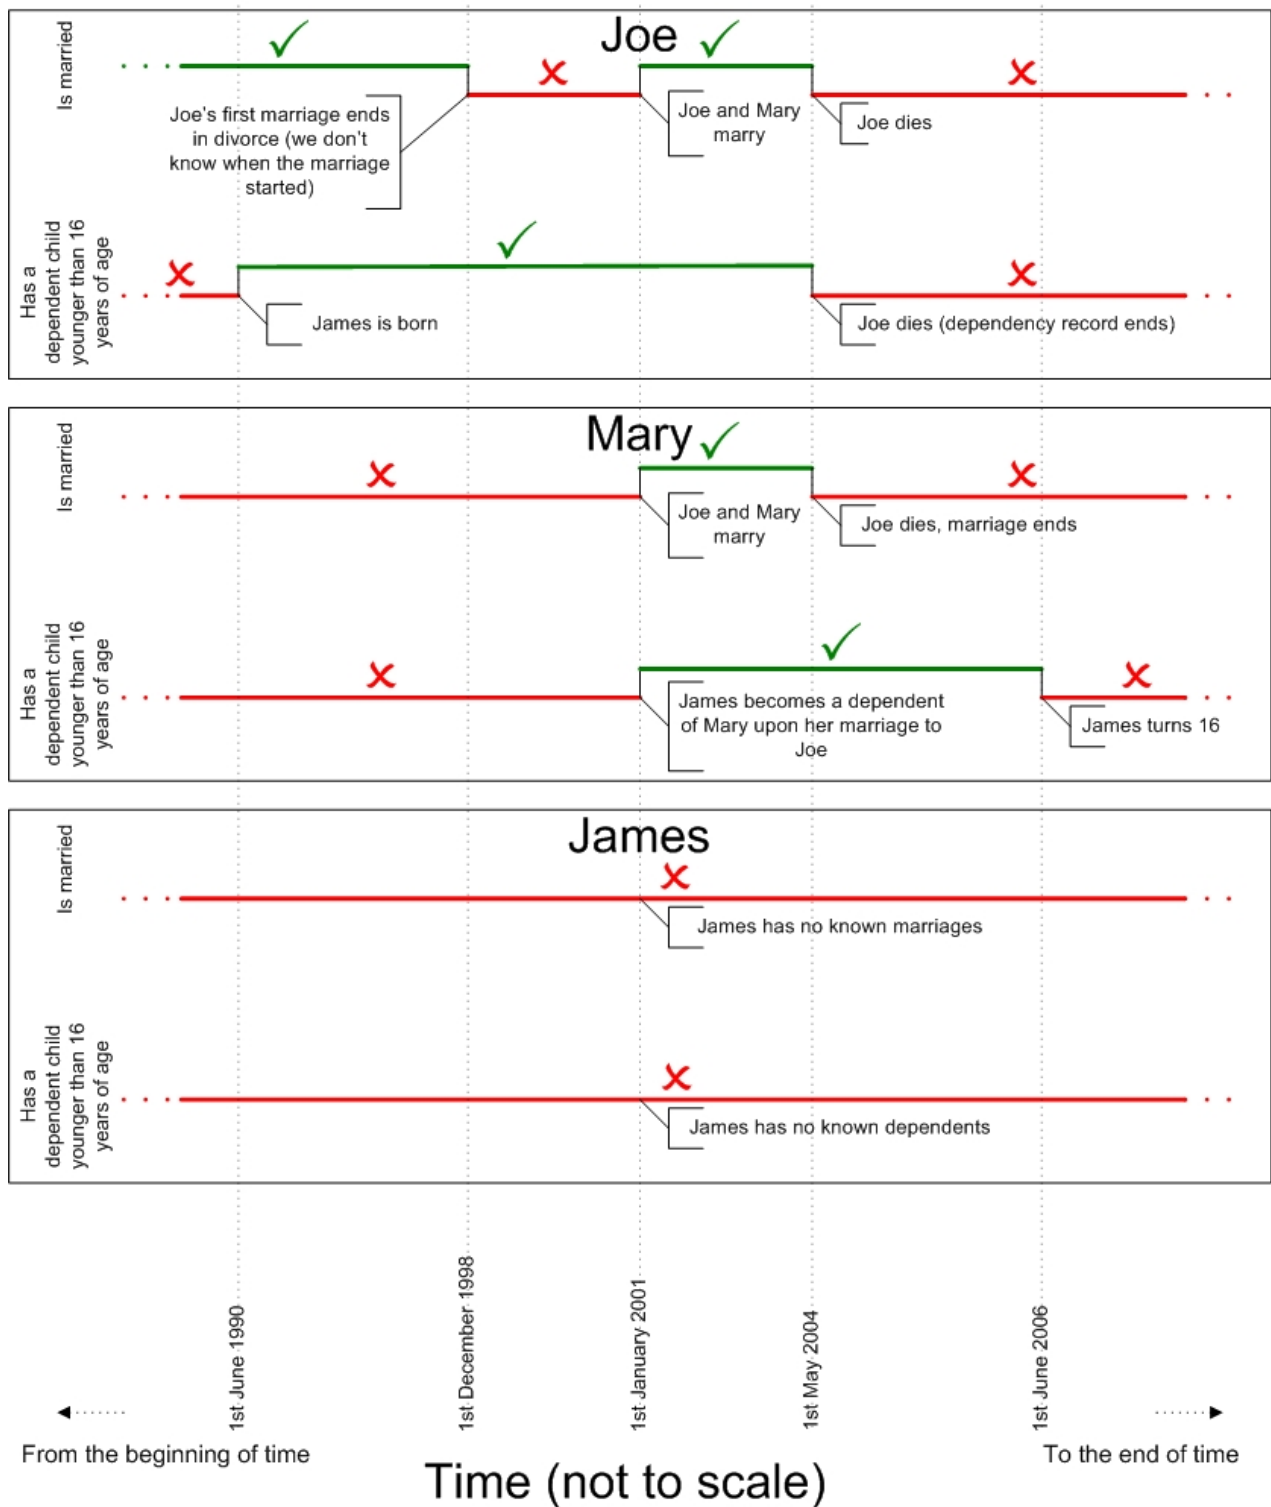 Joe
Is married
Joe's first marriage ends
in divorce (we don't
know when the marriage
started)
Joe and Mary
marry
Joe dies
Has a
dependent child
younger than 16
years of age
James is born
Joe dies (dependency record ends)
Mary
Is married
Joe and Mary
marry
Joe dies, marriage ends
Has a
dependent child
younger than 16
years of age
James becomes a dependent
of Mary upon her marriage to
Joe
James turns 16
James
Is married
James has no known marriages
Has a
dependent child
younger than 16
years of age
James has no known dependents
1st June 1990
1st December 1998
1st January 2001
1st May 2004
1st June 2006
From the beginning of time
To the end of time
Time (not to scale)